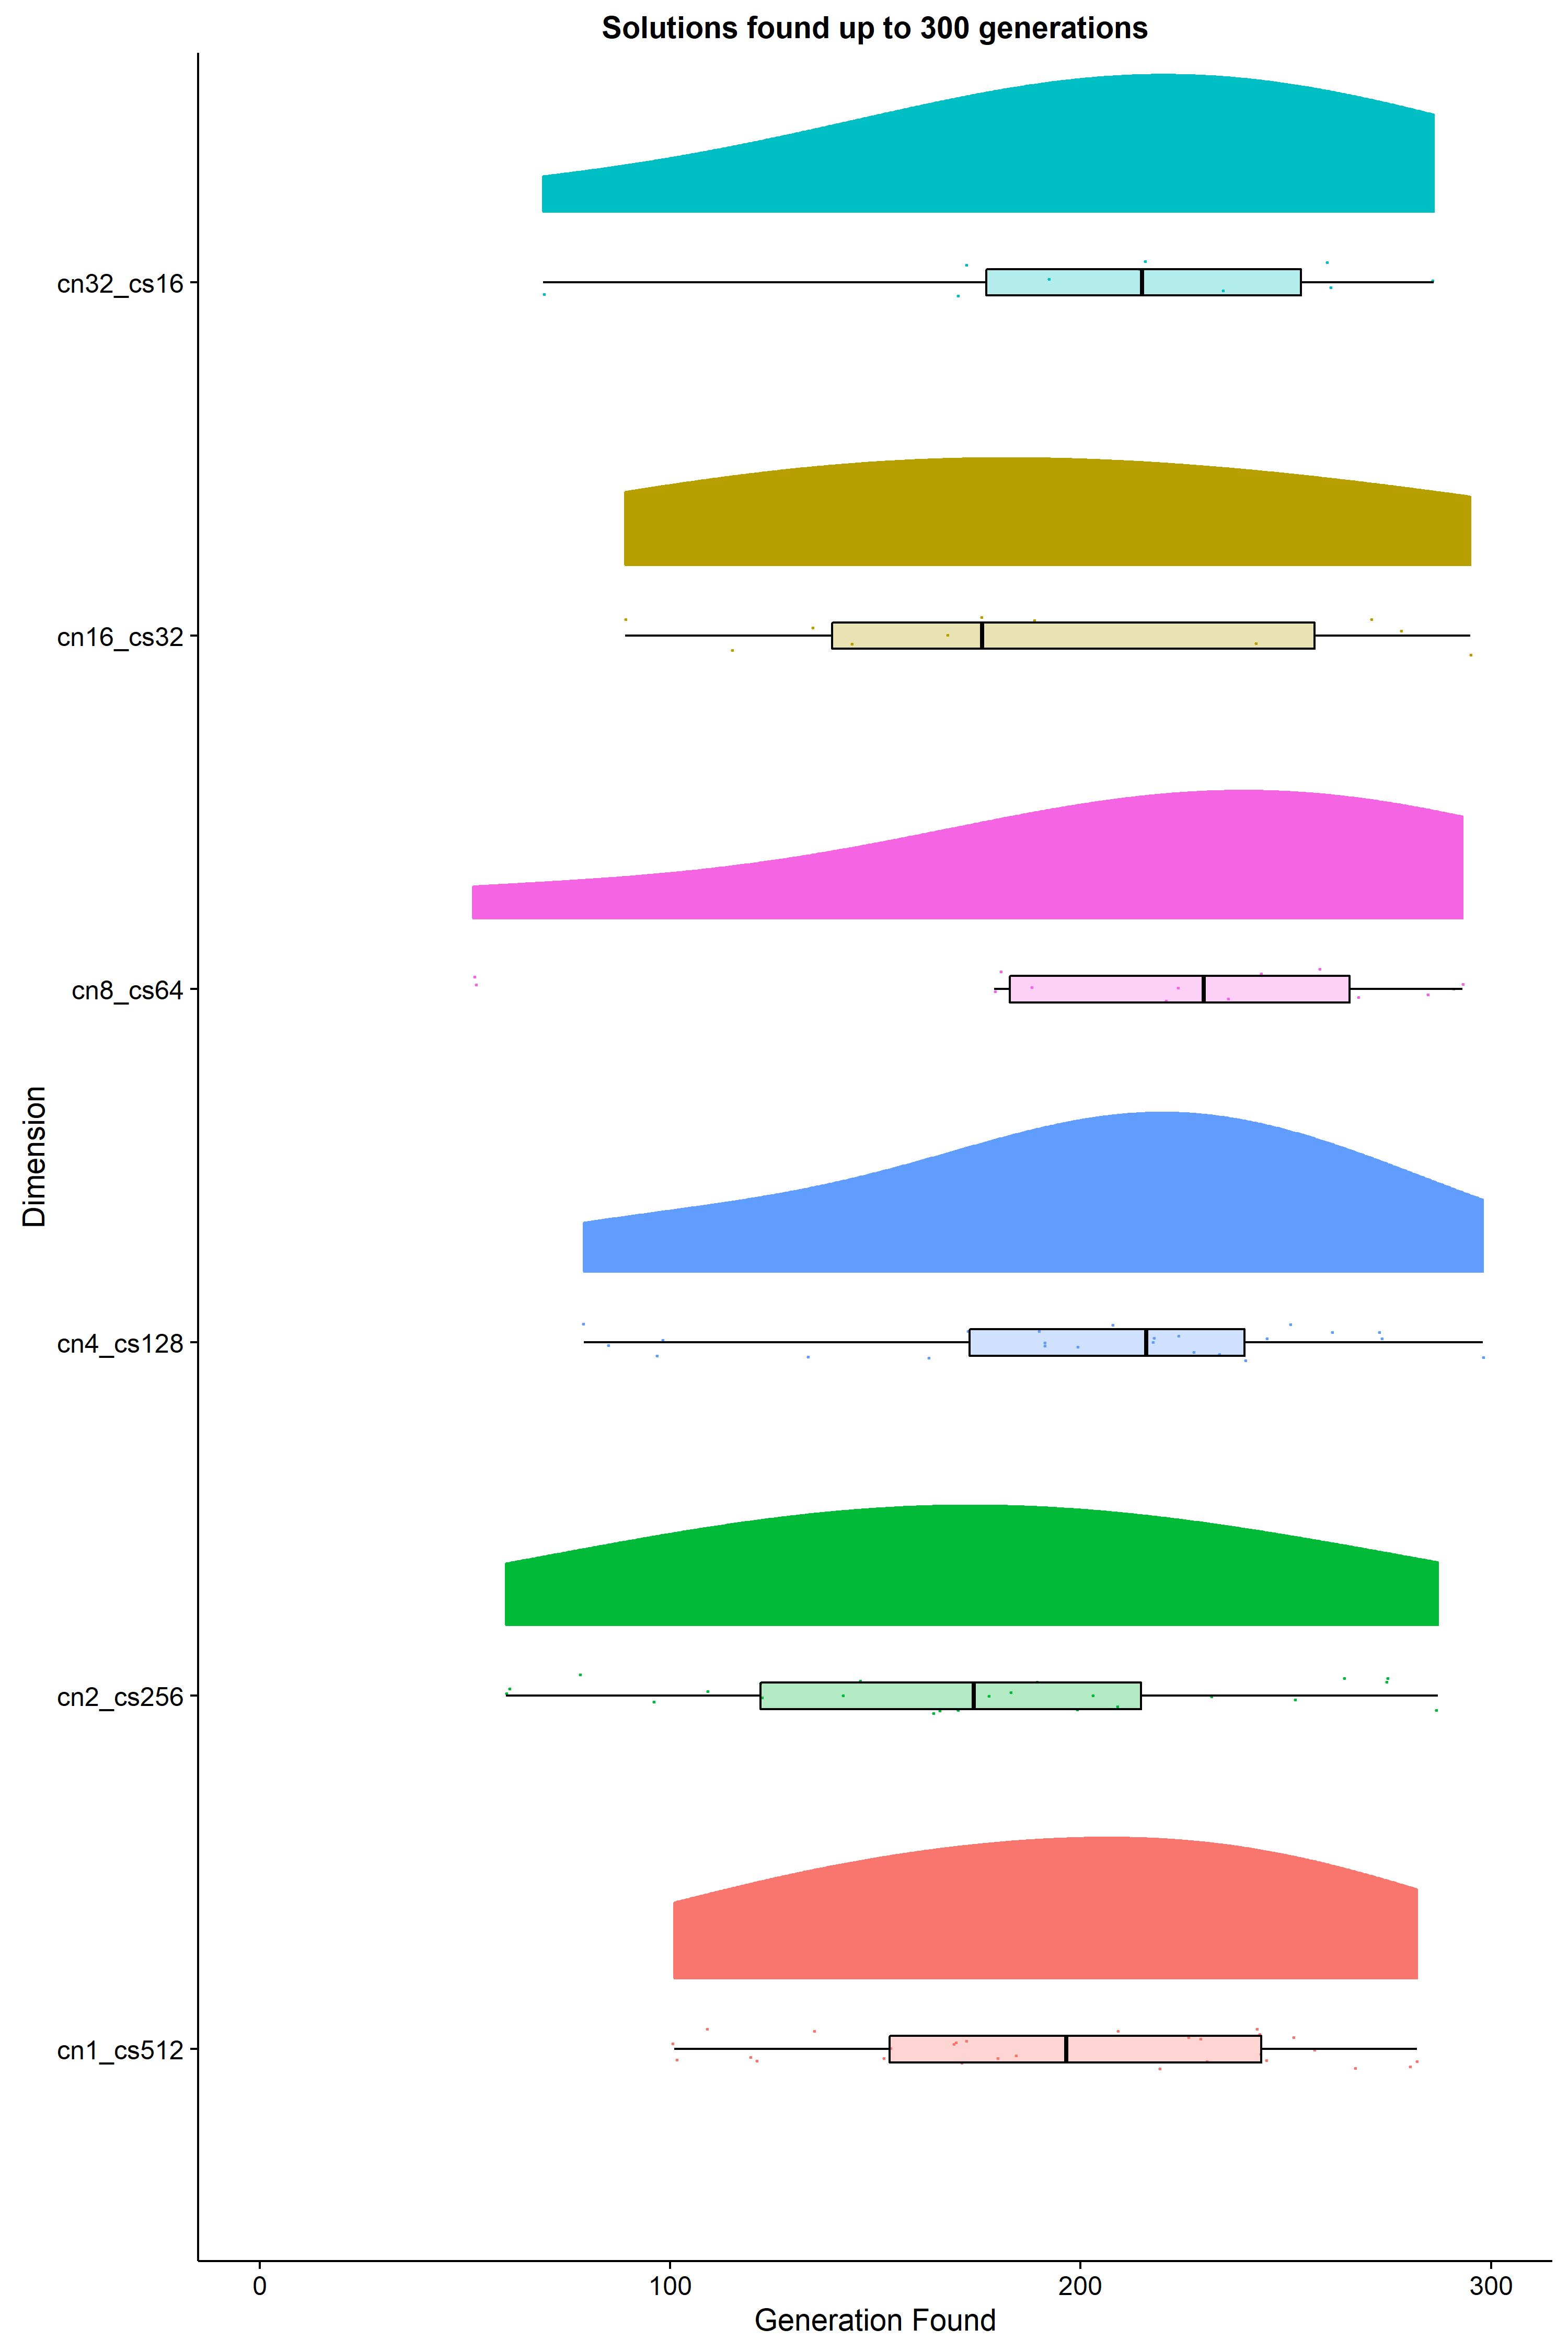 Solutions found up to 300 generations
cn32_cs16
cn16_cs32
cn8_cs64
Dimension
cn4_cs128
cn2_cs256
cn1_cs512
0 100 200 300
Generation Found